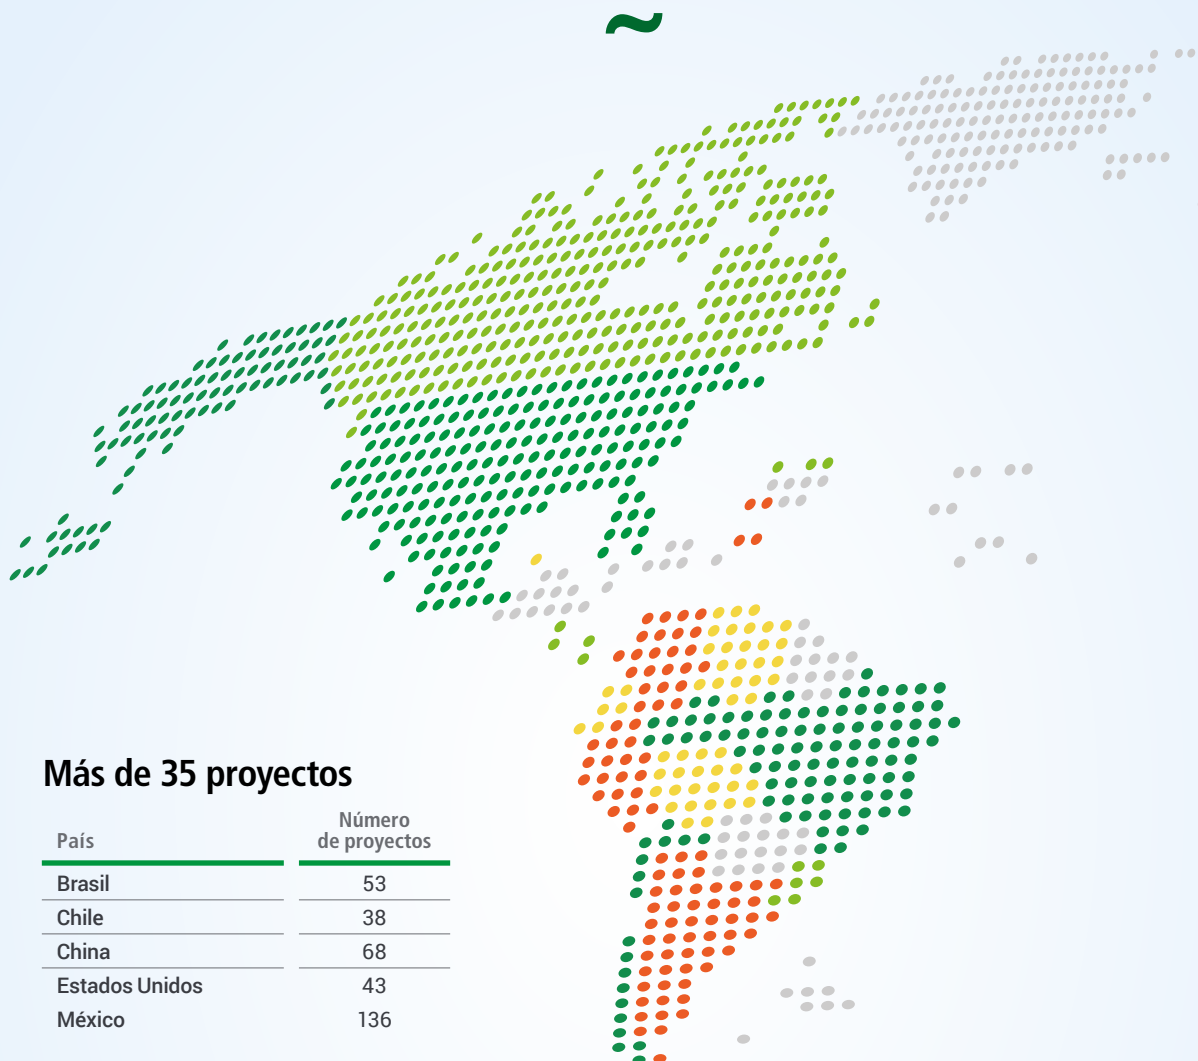 ~
Más de 35 proyectos
País
Número
de proyectos
Brasil 53
Chile 38
China 68
Estados Unidos 43
México 136